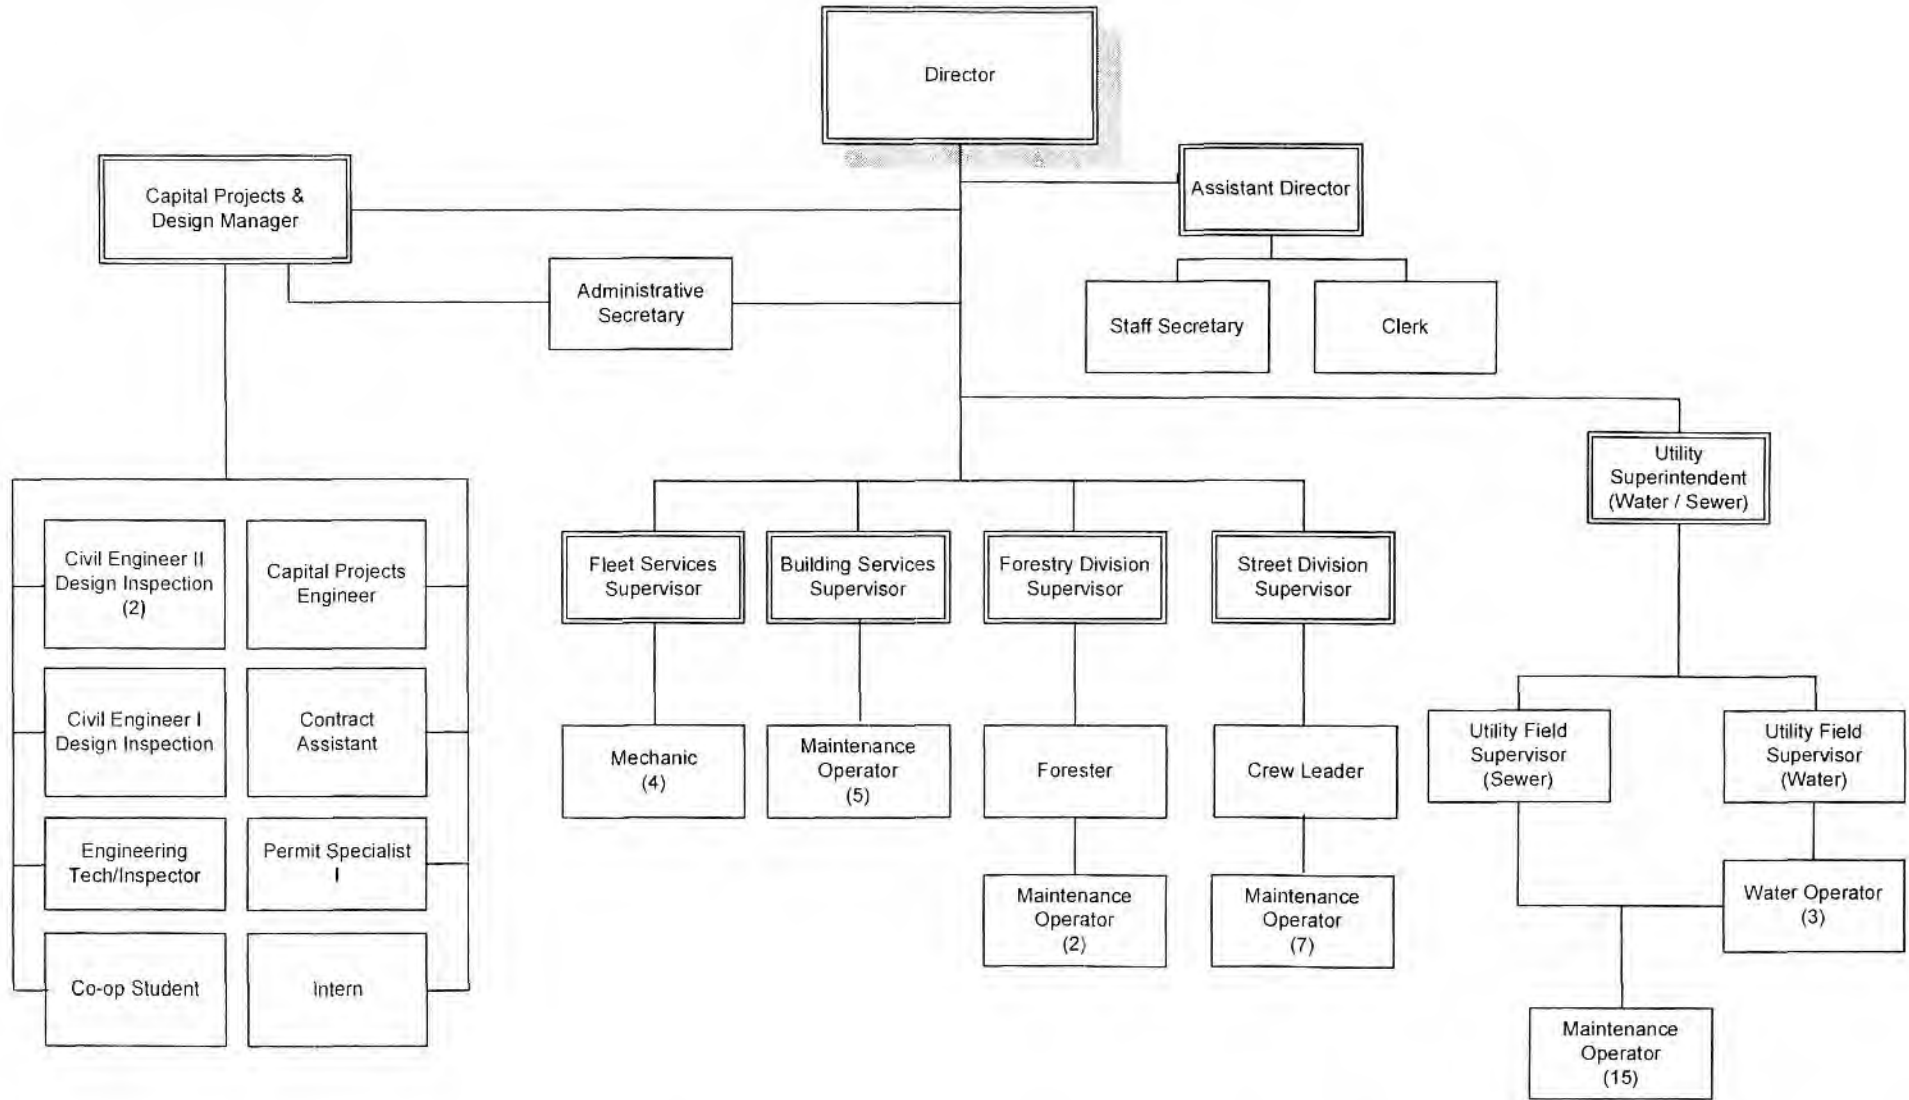 Director
Capital Projects &
Design Manager
Assistant Director
Administrative
Secretary
Staff Secretary
Clerk
Utility
Superintendent
(Water / Sewer)
Civil Engineer II
Design Inspection
(2)
Capital Projects
Engineer
Fleet Services
Supervisor
Building Services
Supervisor
Forestry Division
Supervisor
Street Division
Supervisor
Civil Engineer I
Design Inspection
Contract
Assistant
Mechanic
(4)
Maintenance
Operator
(5)
Forester
Crew Leader
Utility Field
Supervisor
(Sewer)
Utility Field
Supervisor
(Water)
Engineering
Tech/Inspector
Permit Specialist
I
Maintenance
Operator
(2)
Maintenance
Operator
(7)
Water Operator
(3)
Co-op Student
Intern
Maintenance
Operator
(15)